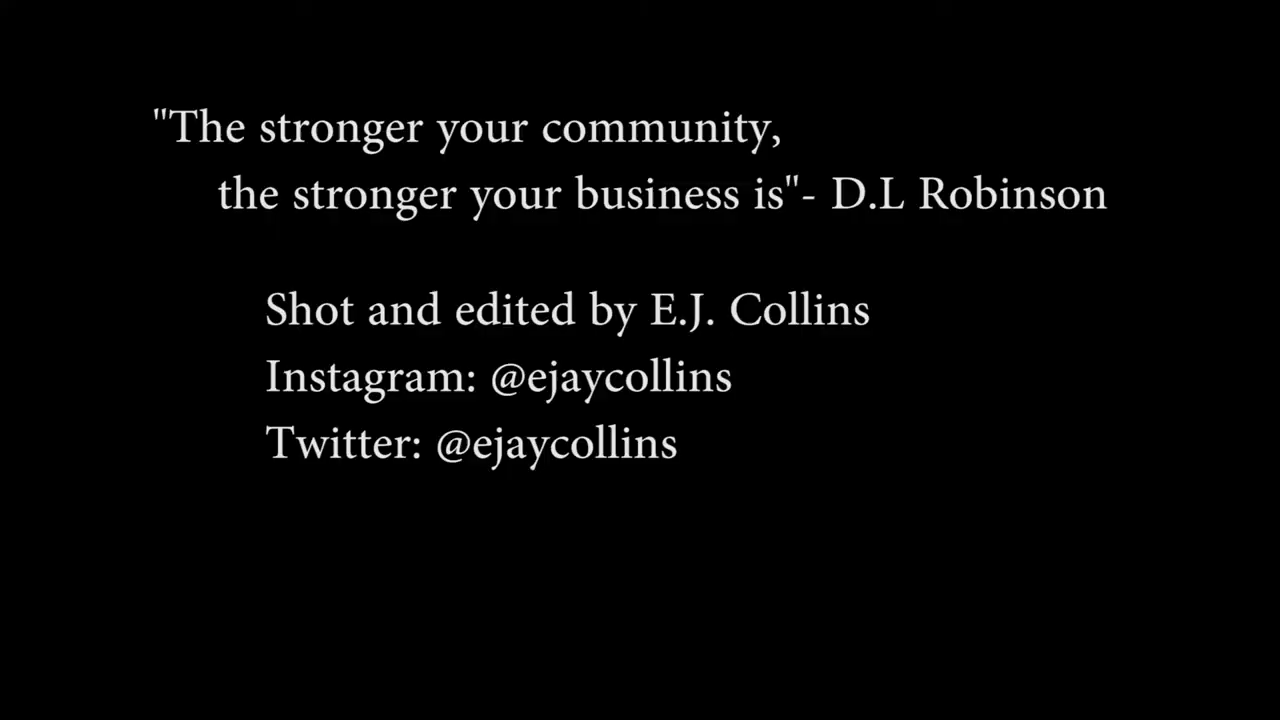 "The stronger your community,
the stronger your business is"- D.L Robinson
Shot and edited by E.J. Collins
Instagram: @ejaycollins
Twitter: @ejaycollins